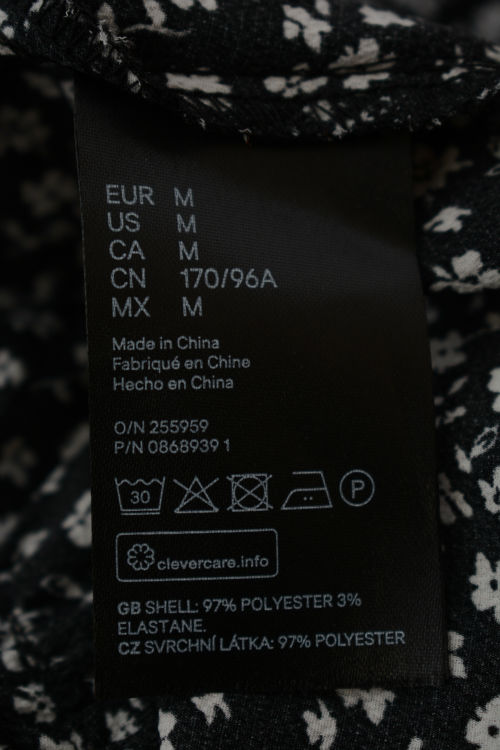 EUR M
US M
CA M
CN 170/96A
MX M
Made in China
Fabriqué en Chine
Hecho en China
O/N 255959
P/N 0868939 1
30
P
clevercare.info
GB SHELL: 97% POLYESTER 3%
ELASTANE.
CZ SVRCHNÍ LÁTKA: 97% POLYESTER